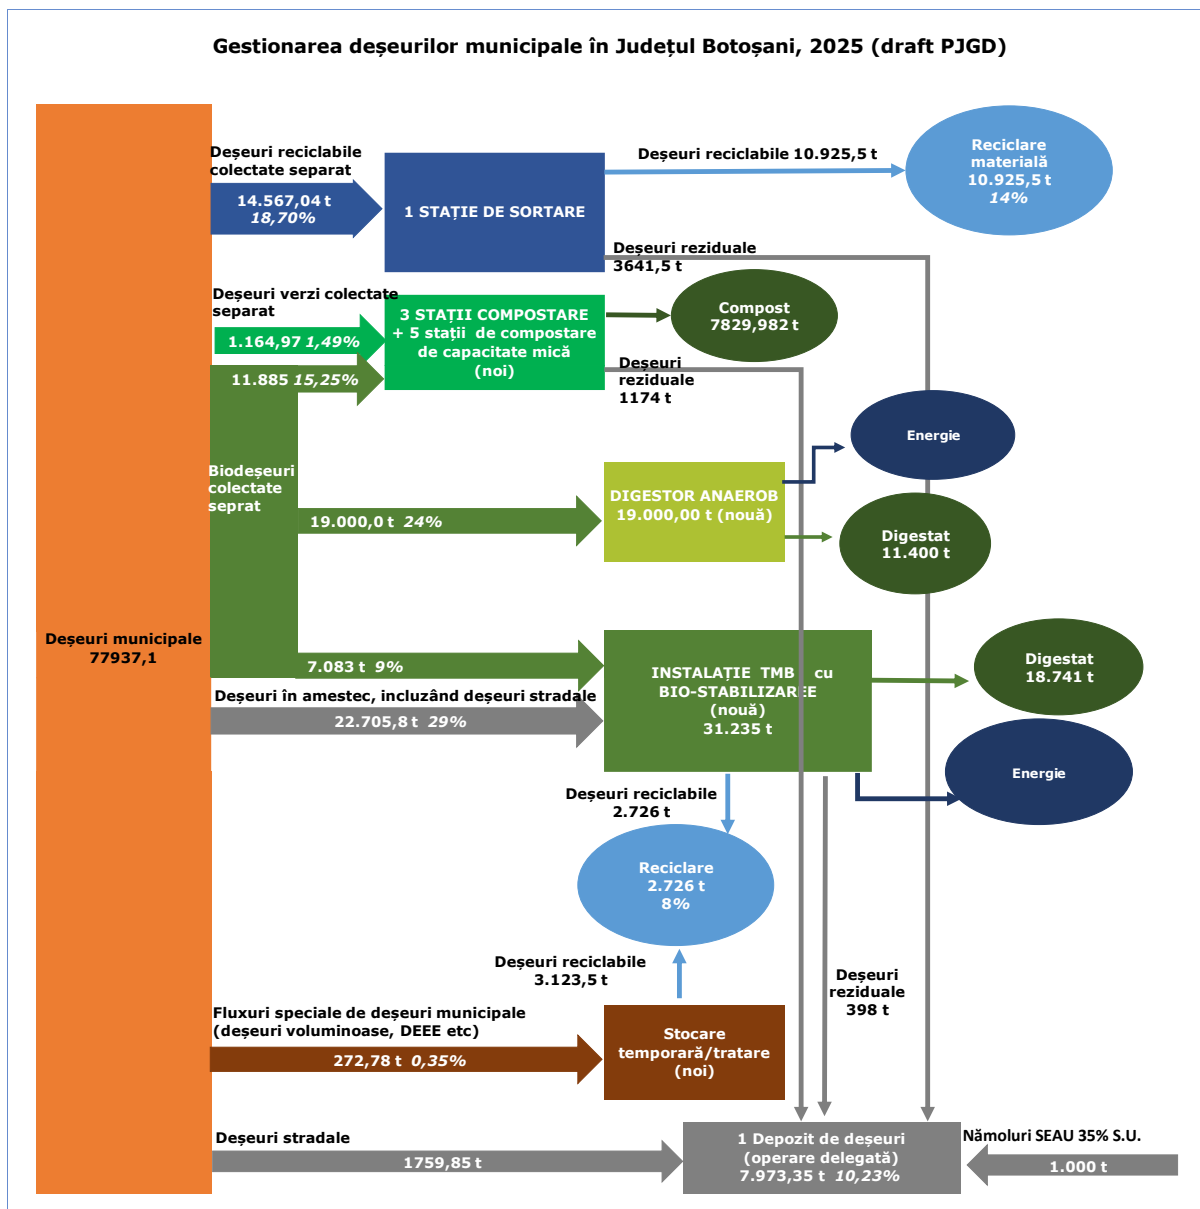 Gestionarea deșeurilor municipale în Județul Botoșani, 2025 (draft PJGD)
Deșeuri municipale
77937,1
Deșeuri reciclabile
colectate separat
14.567,04 t
18,70%
1 STAȚIE DE SORTARE
Deșeuri reciclabile 10.925,5 t
Reciclare
materială
10.925,5 t
14%
Deșeuri reziduale
3641,5 t
Deșeuri verzi colectate
separat
1.164,97 1,49%
11.885 15,25%
3 STAȚII COMPOSTARE
+ 5 stații de compostare
de capacitate mică
(noi)
Compost
7829,982 t
Deșeuri
reziduale
1174 t
Biodeșeuri
colectate
seprat
19.000,0 t 24%
DIGESTOR ANAEROB
19.000,00 t (nouă)
Energie
Digestat
11.400 t
7.083 t 9%
Deșeuri în amestec, incluzând deșeuri stradale
22.705,8 t 29%
INSTALAȚIE TMB cu
BIO-STABILIZAREE
(nouă)
31.235 t
Digestat
18.741 t
Energie
Deșeuri reciclabile
2.726 t
Reciclare
2.726 t
8%
Deșeuri reciclabile
3.123,5 t
Deșeuri
reziduale
398 t
Fluxuri speciale de deșeuri municipale
(deșeuri voluminoase, DEEE etc)
272,78 t 0,35%
Stocare
temporară/tratare
(noi)
Deșeuri stradale
1759,85 t
1 Depozit de deșeuri
(operare delegată)
7.973,35 t 10,23%
Nămoluri SEAU 35% S.U.
1.000 t